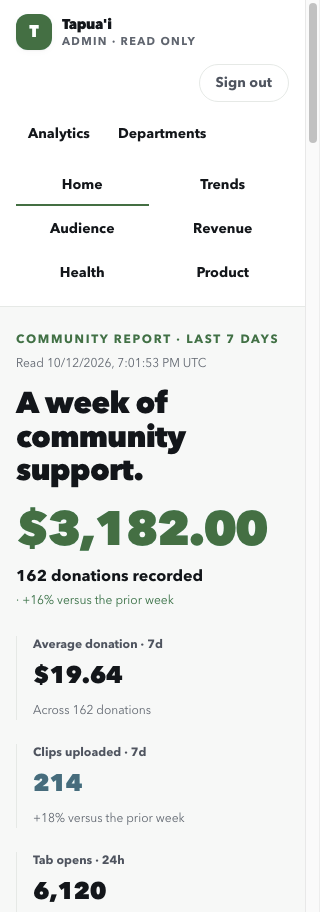 T
Tapua'i
ADMIN · READ ONLY
Sign out
Analytics Departments
Home Trends
Audience Revenue
Health Product
COMMUNITY REPORT · LAST 7 DAYS
Read 10/12/2026, 7:01:53 PM UTC
A week of
community
support.
$3,182.00
162 donations recorded
· +16% versus the prior week
Average donation · 7d
$19.64
Across 162 donations
Clips uploaded · 7d
214
+18% versus the prior week
Tab opens · 24h
6,120